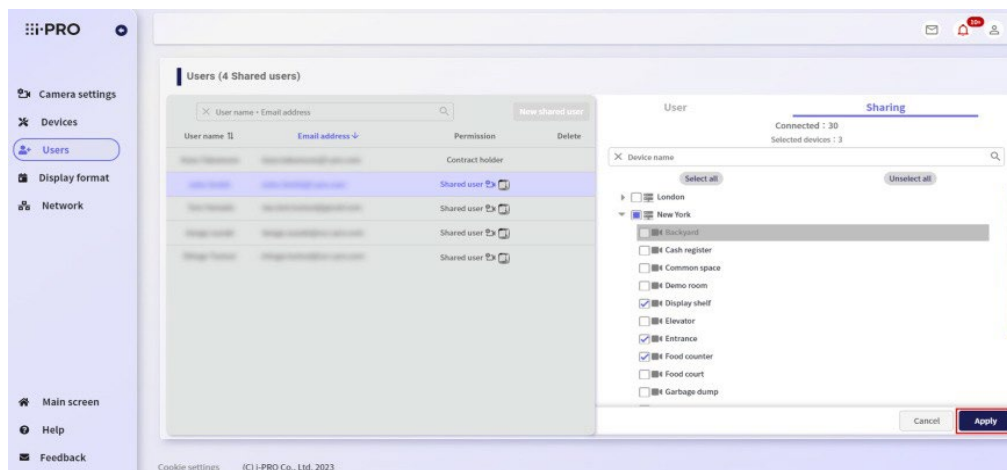 i-PRO
10+
Camera settings
Devices
Users
Display format
Network
Main screen
Help
Feedback
Users (4 Shared users)
User name・Email address
New shared user
User name
Email address
Permission
Delete
Contract holder
Shared user
Shared user
Shared user
Shared user
User
Sharing
Connected : 30
Selected devices : 3
Device name
Select all
Unselect all
London
New York
Backyard
Cash register
Common space
Demo room
Display shelf
Elevator
Entrance
Food counter
Food court
Garbage dump
Cancel
Apply
Cookie settings (C) i-PRO Co., Ltd. 2023